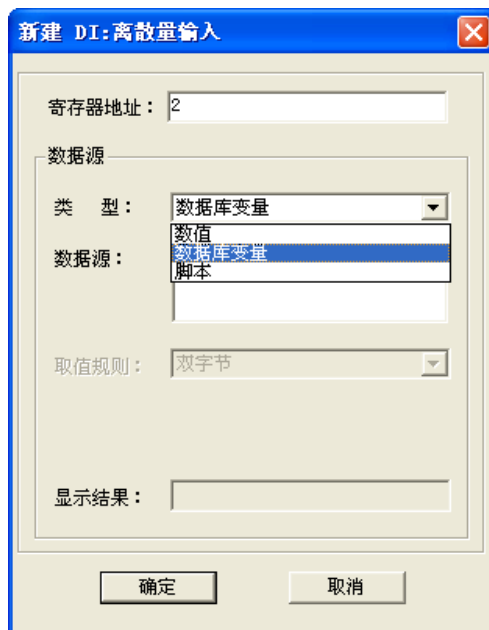 新建 DI:离散量输入
寄存器地址： 2
数据源
类 型： 数据库变量
数值
数据库变量
数据源：
脚本
取值规则： 双字节
显示结果：
确定 取消